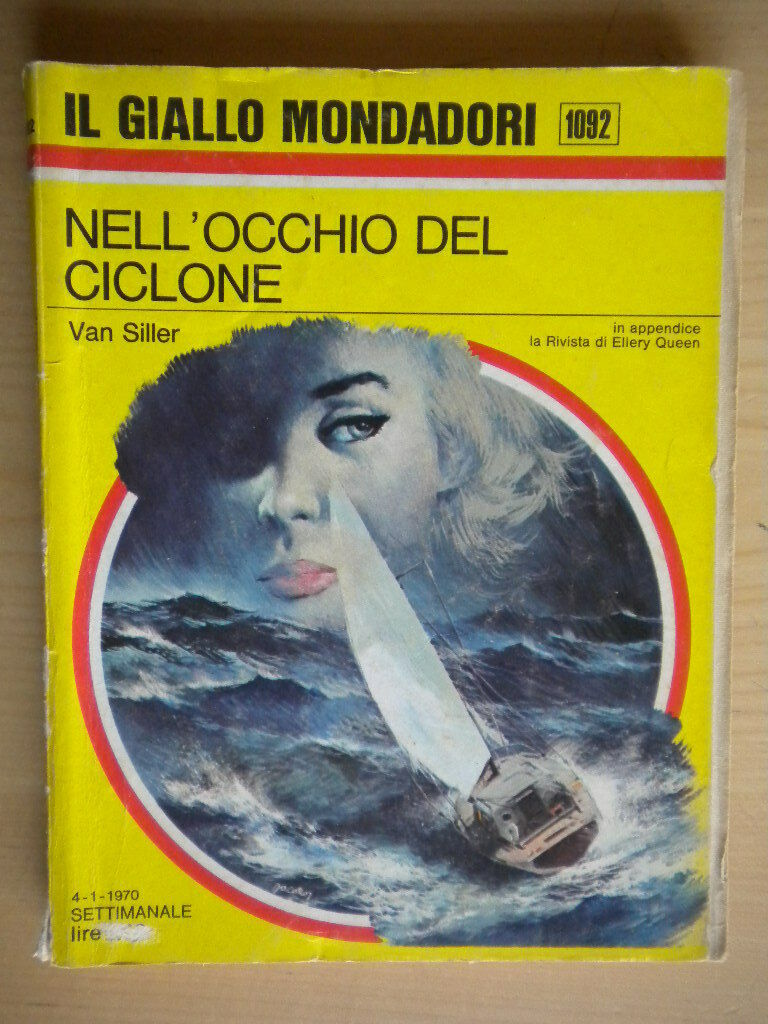 IL GIALLO MONDADORI 1092
NELL'OCCHIO DEL
CICLONE
Van Siller
in appendice
la Rivista di Ellery Queen
4-1-1970
SETTIMANALE
lire